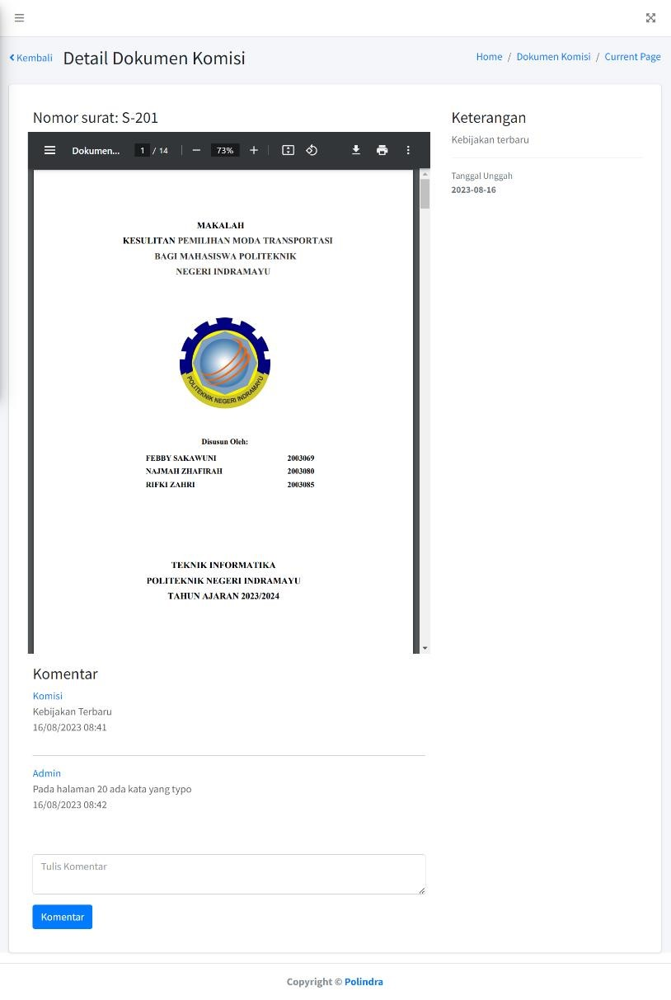 Kembali Detail Dokumen Komisi
Home / Dokumen Komisi / Current Page
Nomor surat: S-201
Dokumen... 1 / 14 73%
MAKALAH
KESULITAN PEMILIHAN MODA TRANSPORTASI
BAGI MAHASISWA POLITEKNIK
NEGERI INDRAMAYU
POLITEKNIK NEGERI INDRAMAYU
Disusun Oleh:
FEBBY SAKAWUNI 2003069
NAJMAH ZHAFIRAH 2003080
RIFKI ZAHRI 2003085
TEKNIK INFORMATIKA
POLITEKNIK NEGERI INDRAMAYU
TAHUN AJARAN 2023/2024
Keterangan
Kebijakan terbaru
Tanggal Unggah
2023-08-16
Komentar
Komisi
Kebijakan Terbaru
16/08/2023 08:41
Admin
Pada halaman 20 ada kata yang typo
16/08/2023 08:42
Tulis Komentar
Komentar
Copyright © Polindra